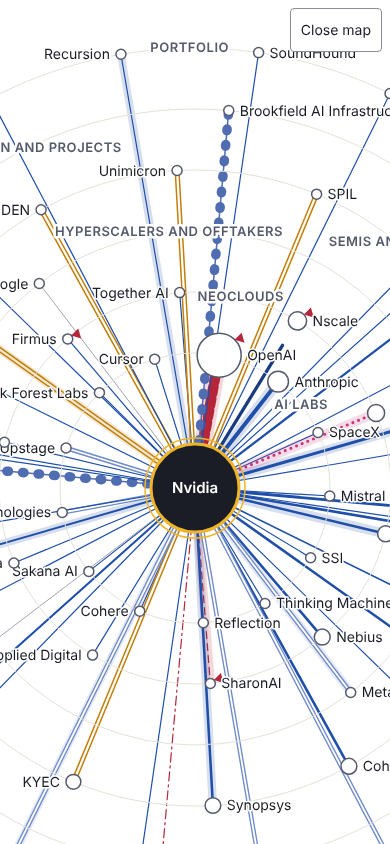 Close map
PORTFOLIO
Recursion
SoundHound
Brookfield AI Infrastruc
N AND PROJECTS
Unimicron
SPIL
DEN
HYPERSCALERS AND OFFTAKERS
SEMIS AN
ogle
Together AI
NEOCLOUDS
Nscale
Firmus
OpenAI
Cursor
Anthropic
k Forest Labs
AI LABS
SpaceX
Upstage
Nvidia
Mistral
nologies
SSI
Sakana AI
Thinking Machine
Cohere
Reflection
Nebius
pplied Digital
SharonAI
Meta
Coh
KYEC
Synopsys